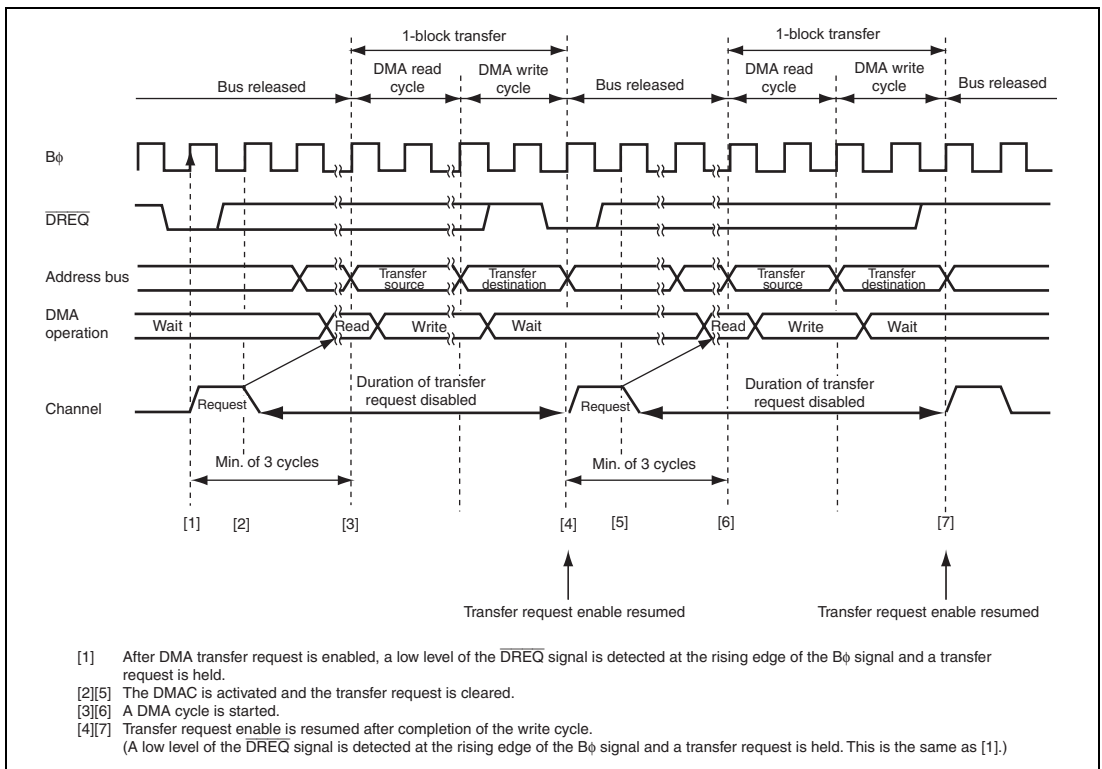 1-block transfer 1-block transfer
Bus released DMA read cycle DMA write cycle Bus released DMA read cycle DMA write cycle Bus released
Bφ
DREQ
Address bus Transfer source Transfer destination Transfer source Transfer destination
DMA operation Wait Read Write Wait Read Write Wait
Channel Request Duration of transfer request disabled Request Duration of transfer request disabled
Min. of 3 cycles Min. of 3 cycles
[1] [2] [3] [4] [5] [6] [7]
Transfer request enable resumed Transfer request enable resumed
[1] After DMA transfer request is enabled, a low level of the DREQ signal is detected at the rising edge of the Bφ signal and a transfer
request is held.
[2][5] The DMAC is activated and the transfer request is cleared.
[3][6] A DMA cycle is started.
[4][7] Transfer request enable is resumed after completion of the write cycle.
(A low level of the DREQ signal is detected at the rising edge of the Bφ signal and a transfer request is held. This is the same as [1].)